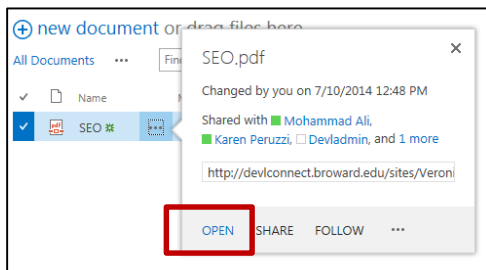 new document or drag files here
All Documents ... Fin
Name
SEO ...
SEO.pdf
Changed by you on 7/10/2014 12:48 PM
Shared with Mohammad Ali,
Karen Peruzzi, Devladmin, and 1 more
http://devlconnect.broward.edu/sites/Veroni
OPEN SHARE FOLLOW ...